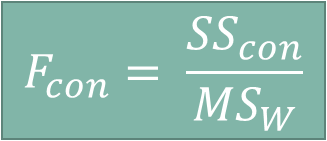 F_con = SS_con / MS_W